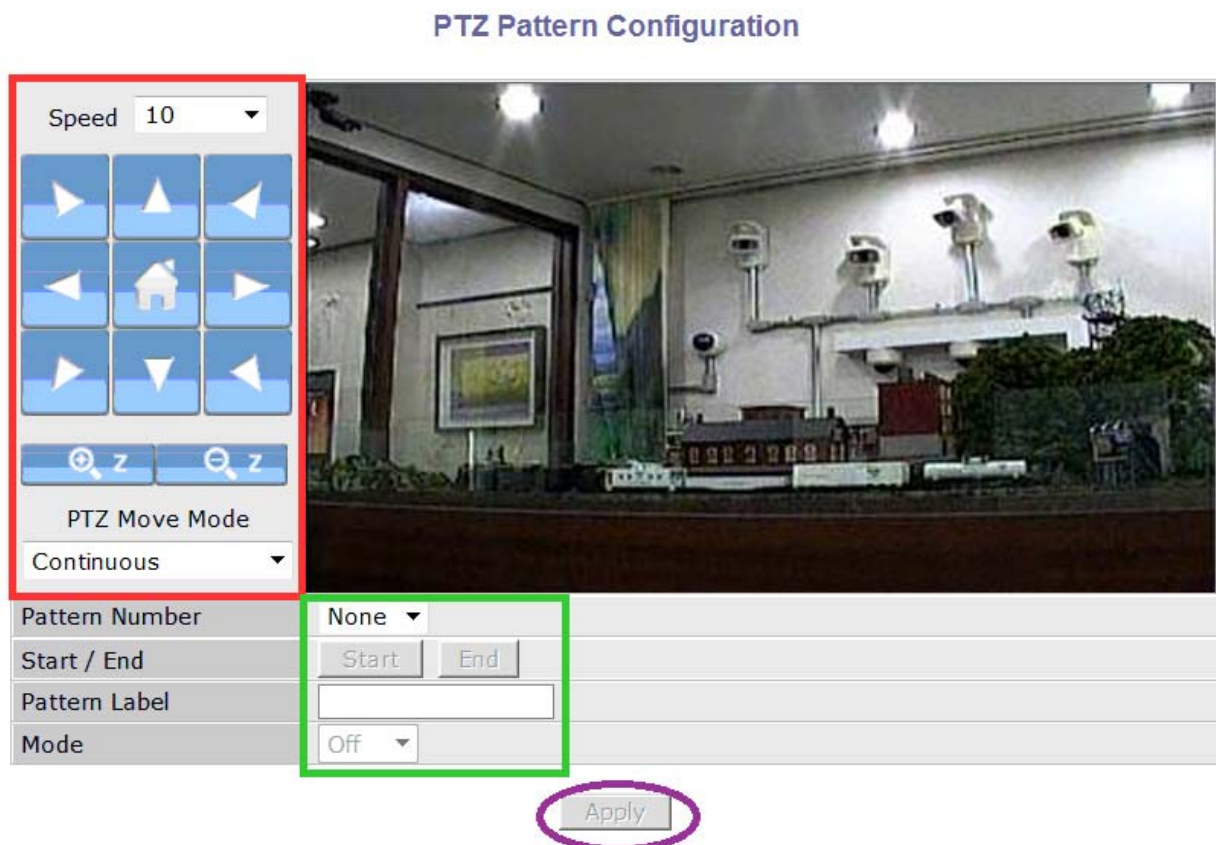 PTZ Pattern Configuration
Speed 10
Z Z
PTZ Move Mode
Continuous
Pattern Number None
Start / End Start End
Pattern Label
Mode Off
Apply